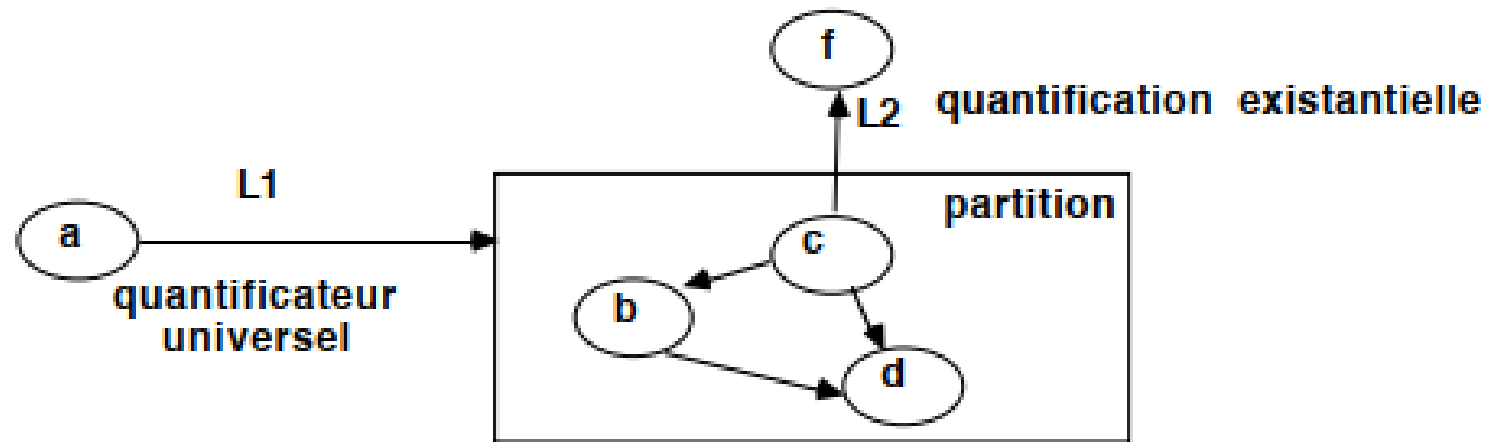 f
L2 quantification existantielle
L1
partition
a
c
quantificateur
universel
b
d